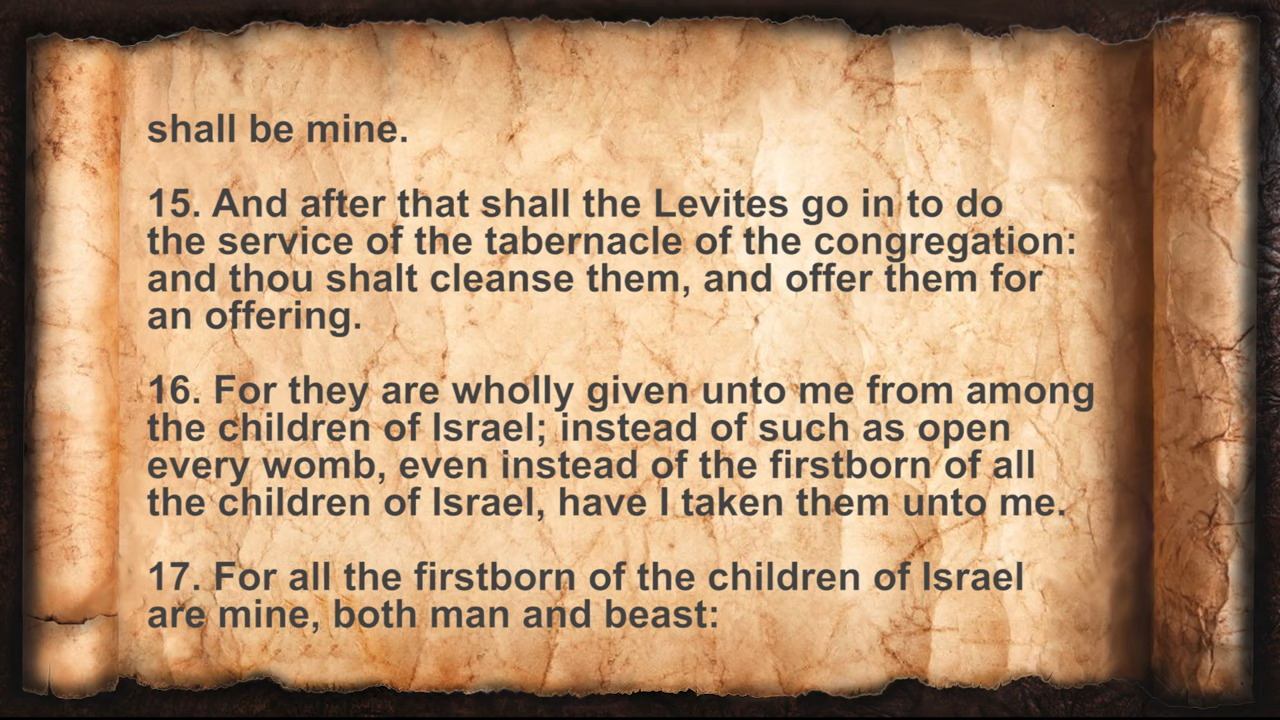 shall be mine.
15. And after that shall the Levites go in to do
the service of the tabernacle of the congregation:
and thou shalt cleanse them, and offer them for
an offering.
16. For they are wholly given unto me from among
the children of Israel; instead of such as open
every womb, even instead of the firstborn of all
the children of Israel, have I taken them unto me.
17. For all the firstborn of the children of Israel
are mine, both man and beast: